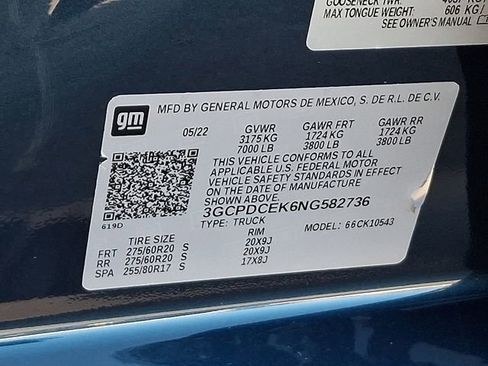 GOOSENECK TWR:
MAX TONGUE WEIGHT: 606 KG /
SEE OWNER'S MANUAL
gm
MFD BY GENERAL MOTORS DE MEXICO, S. DE R.L. DE C.V.
05/22 GVWR GAWR FRT GAWR RR
3175 KG 1724 KG 1724 KG
7000 LB 3800 LB 3800 LB
THIS VEHICLE CONFORMS TO ALL
APPLICABLE FEDERAL MOTOR
VEHICLE SAFETY STANDARDS IN EFFECT
ON THE DATE OF MANUFACTURE
SHOWN ABOVE.
3GCPDCEK6NG582736
619D TYPE: TRUCK MODEL: 66CK10543
TIRE SIZE RIM
FRT 275/60R20 S 20X9J
RR 275/60R20 S 20X9J
SPA 255/80R17 S 17X8J